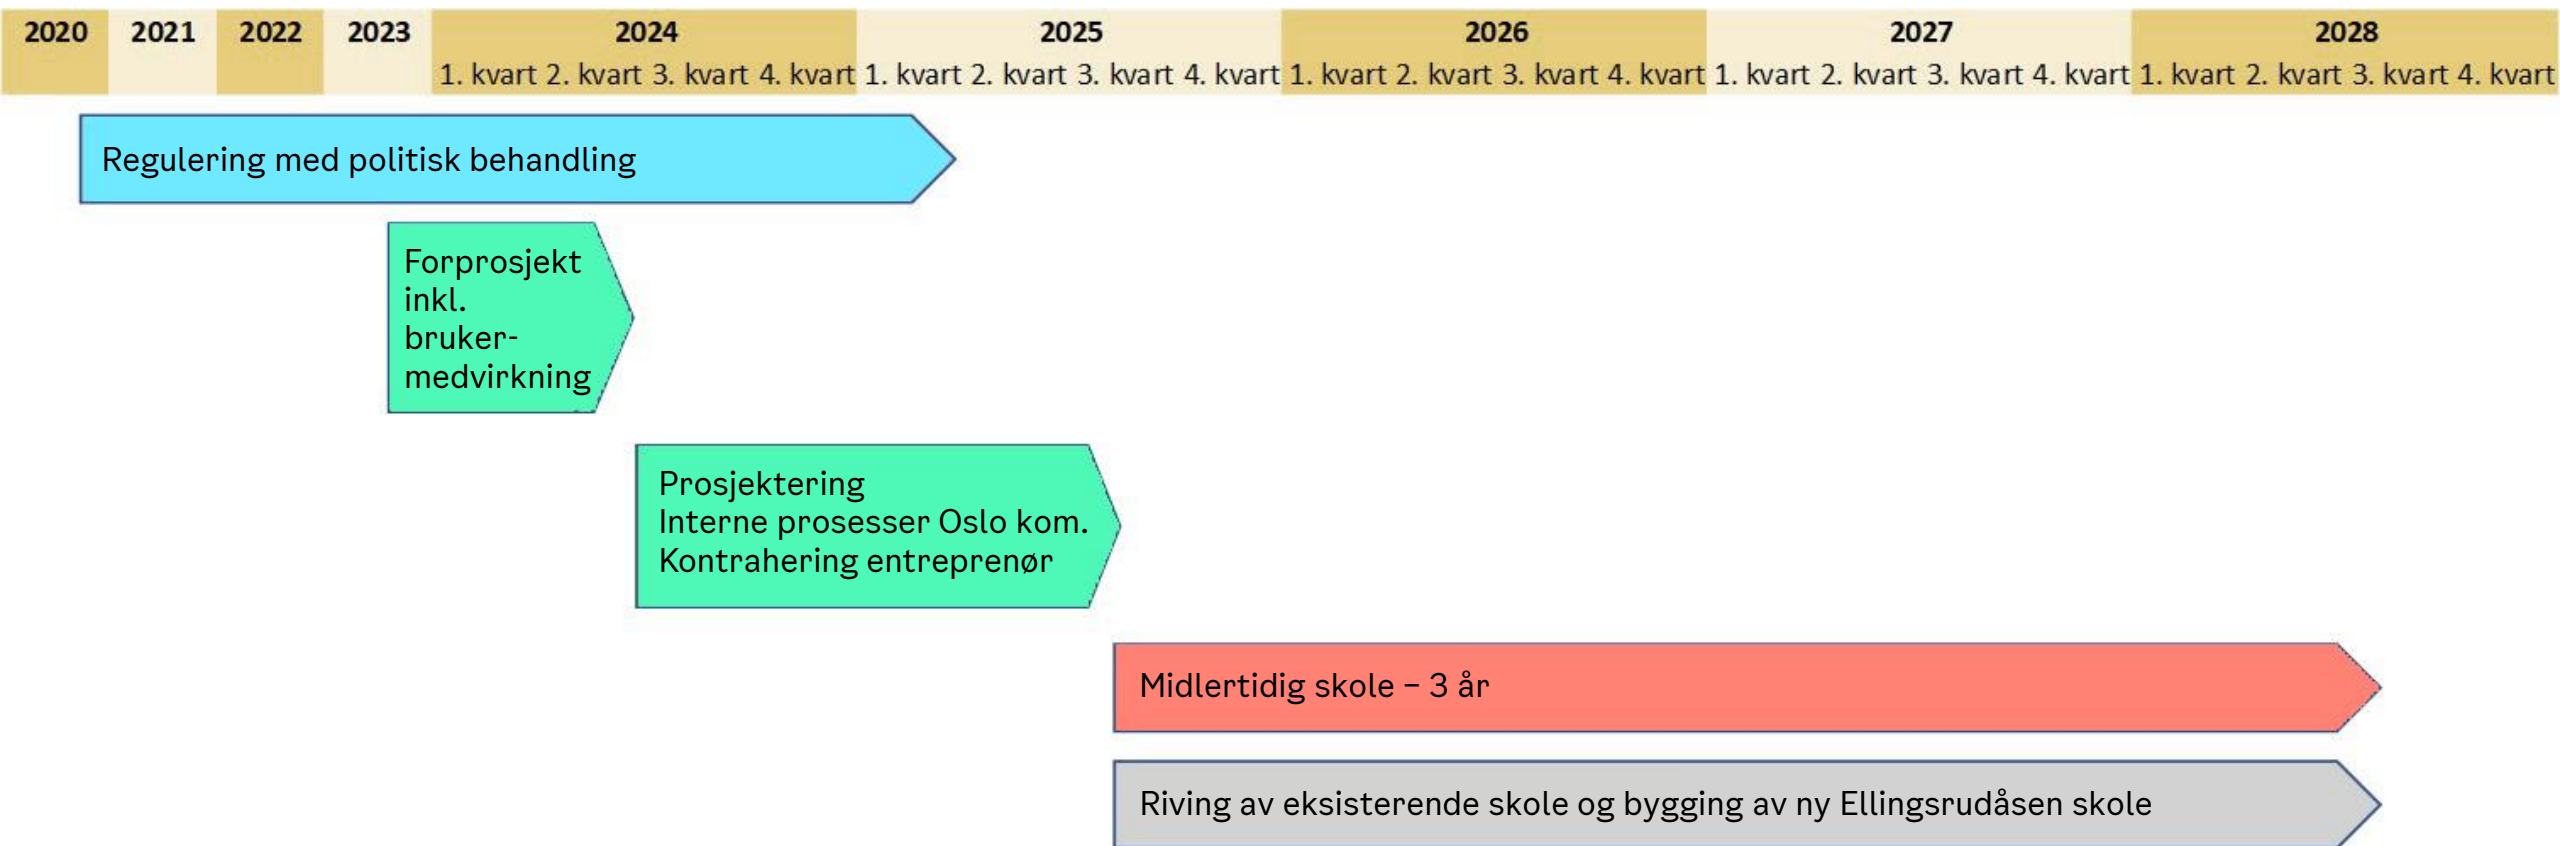 2020 2021 2022 2023 2024 2025 2026 2027 2028
1. kvart 2. kvart 3. kvart 4. kvart 1. kvart 2. kvart 3. kvart 4. kvart 1. kvart 2. kvart 3. kvart 4. kvart 1. kvart 2. kvart 3. kvart 4. kvart 1. kvart 2. kvart 3. kvart 4. kvart
Regulering med politisk behandling
Forprosjekt
inkl.
bruker-
medvirkning
Prosjektering
Interne prosesser Oslo kom.
Kontrahering entreprenør
Midlertidig skole – 3 år
Riving av eksisterende skole og bygging av ny Ellingsrudåsen skole